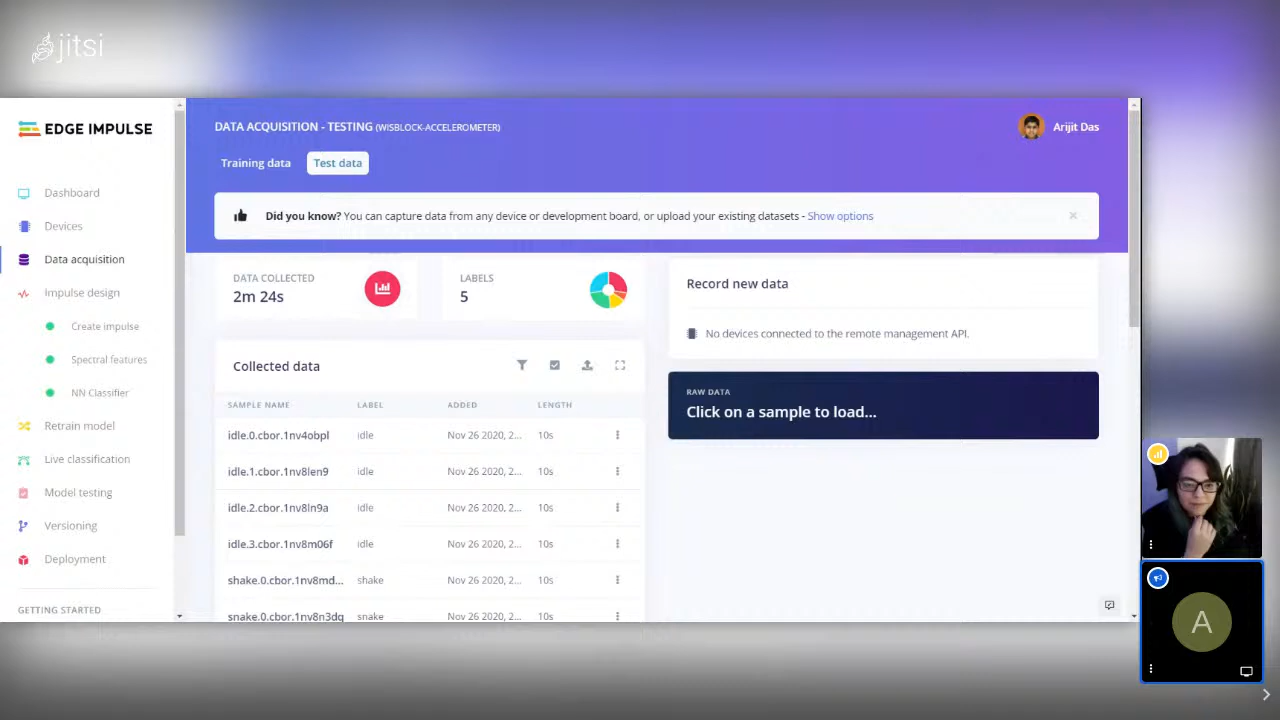 jitsi
EDGE IMPULSE
DATA ACQUISITION - TESTING (WISBLOCK-ACCELEROMETER)
Arijit Das
Training data
Test data
Did you know? You can capture data from any device or development board, or upload your existing datasets - Show options
Dashboard
Devices
Data acquisition
Impulse design
Create impulse
Spectral features
NN Classifier
Retrain model
Live classification
Model testing
Versioning
Deployment
GETTING STARTED
DATA COLLECTED
2m 24s
LABELS
5
Record new data
No devices connected to the remote management API.
RAW DATA
Click on a sample to load...
Collected data
SAMPLE NAME LABEL ADDED LENGTH
idle.0.cbor.1nv4obpl idle Nov 26 2020, 2... 10s
idle.1.cbor.1nv8len9 idle Nov 26 2020, 2... 10s
idle.2.cbor.1nv8ln9a idle Nov 26 2020, 2... 10s
idle.3.cbor.1nv8m06f idle Nov 26 2020, 2... 10s
shake.0.cbor.1nv8md... shake Nov 26 2020, 2... 10s
snake.0.cbor.1nv8n3dq snake Nov 26 2020, 2... 10s
A